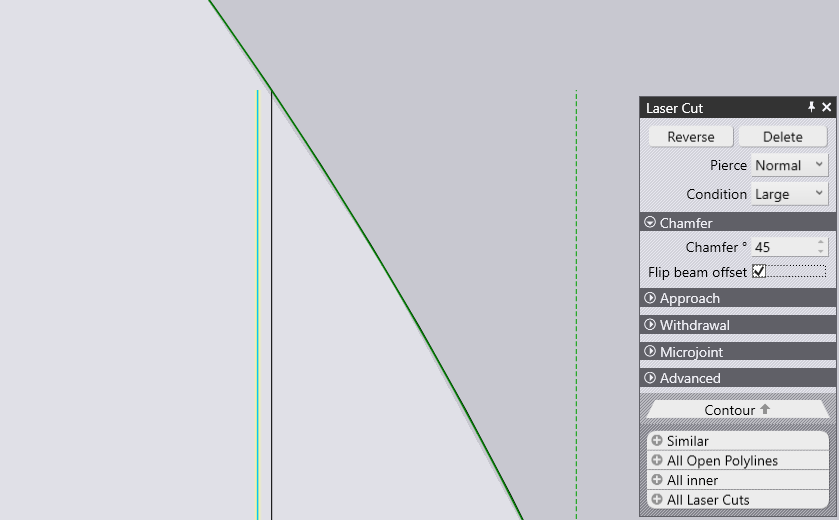 Laser Cut
Reverse Delete
Pierce Normal
Condition Large
Chamfer
Chamfer ° 45
Flip beam offset
Approach
Withdrawal
Microjoint
Advanced
Contour
Similar
All Open Polylines
All inner
All Laser Cuts